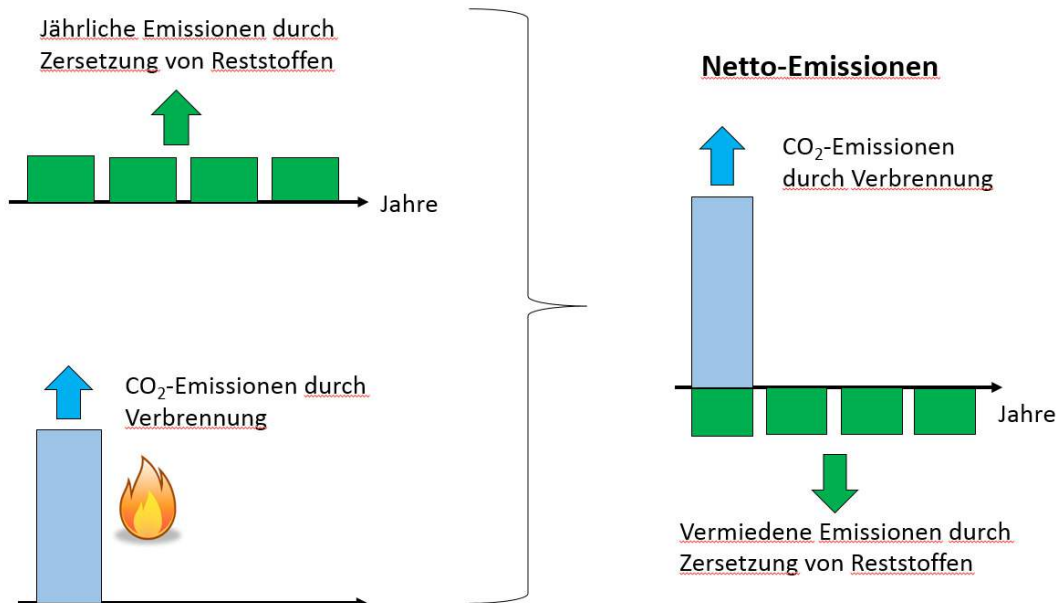 Jährliche Emissionen durch
Zersetzung von Reststoffen
Jahre
CO₂-Emissionen durch
Verbrennung
Netto-Emissionen
CO₂-Emissionen
durch Verbrennung
Jahre
Vermiedene Emissionen durch
Zersetzung von Reststoffen